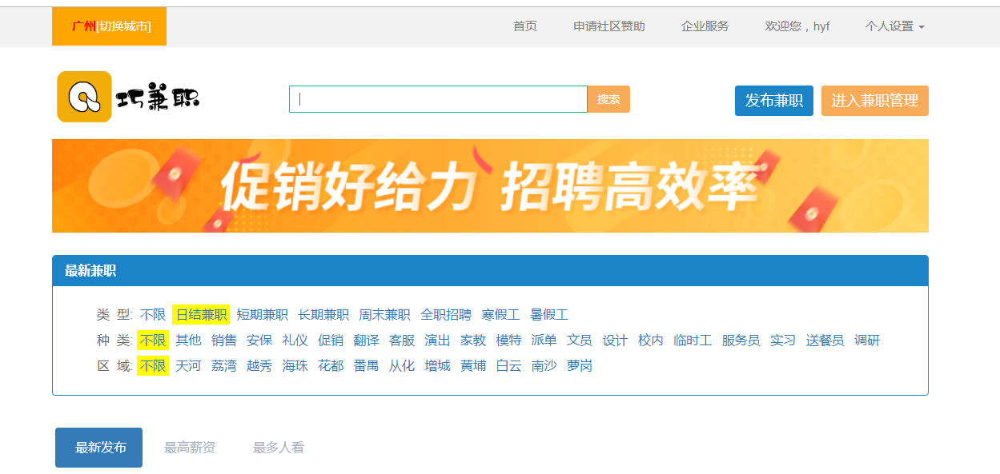 广州[切换城市] 首页 申请社区赞助 企业服务 欢迎您，hyf 个人设置
巧兼职 搜索 发布兼职 进入兼职管理
促销好给力 招聘高效率
最新兼职
类 型: 不限 日结兼职 短期兼职 长期兼职 周末兼职 全职招聘 寒假工 暑假工
种 类: 不限 其他 销售 安保 礼仪 促销 翻译 客服 演出 家教 模特 派单 文员 设计 校内 临时工 服务员 实习 送餐员 调研
区 域: 不限 天河 荔湾 越秀 海珠 花都 番禺 从化 增城 黄埔 白云 南沙 萝岗
最新发布 最高薪资 最多人看